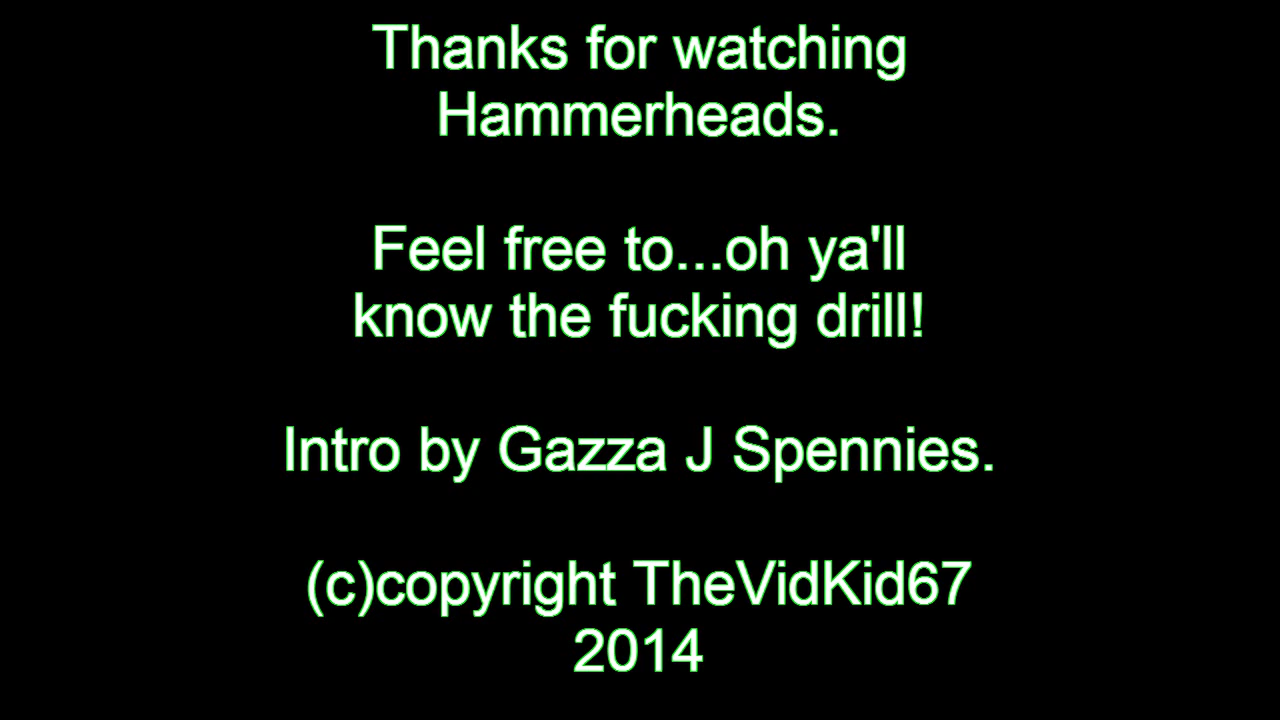 Thanks for watching
Hammerheads.
Feel free to...oh ya'll
know the fucking drill!
Intro by Gazza J Spennies.
(c)copyright TheVidKid67
2014